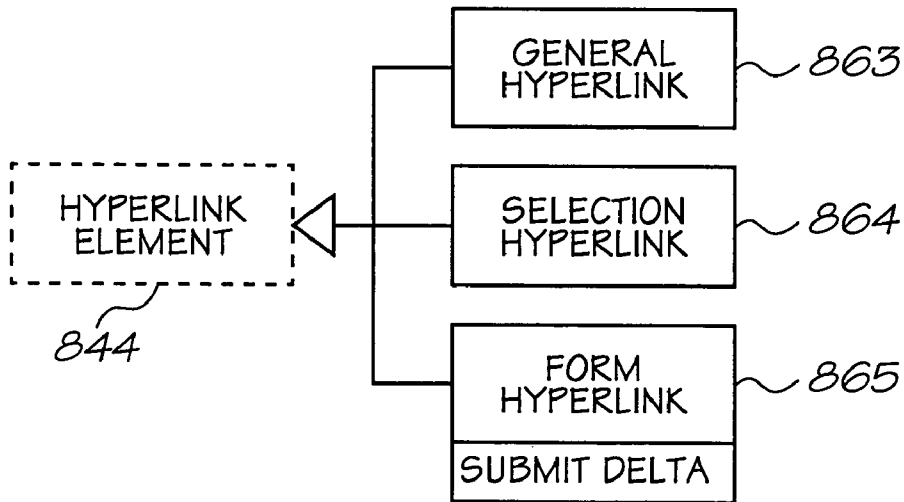 GENERAL
HYPERLINK
863
HYPERLINK
ELEMENT
844
SELECTION
HYPERLINK
864
FORM
HYPERLINK
865
SUBMIT DELTA